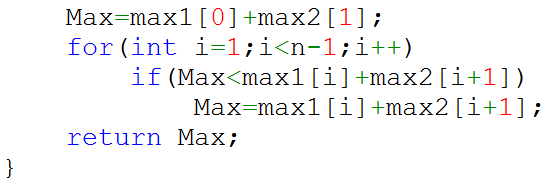 Max=max1[0]+max2[1];
for(int i=1;i<n-1;i++)
if(Max<max1[i]+max2[i+1])
Max=max1[i]+max2[i+1];
return Max;
}